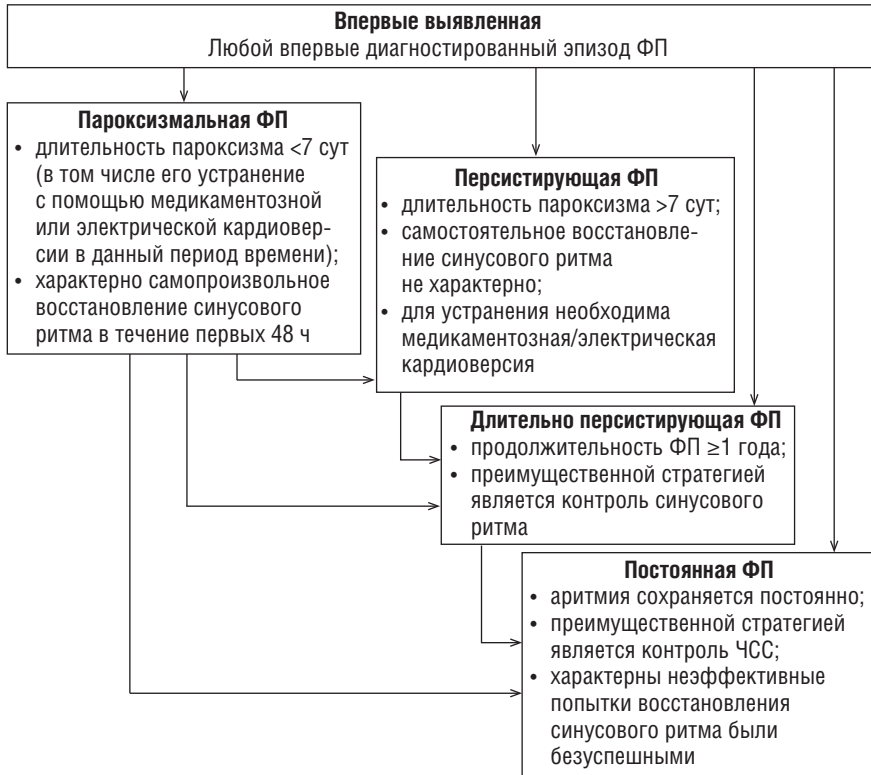 Впервые выявленная
Любой впервые диагностированный эпизод ФП
Пароксизмальная ФП
• длительность пароксизма <7 сут
(в том числе его устранение
с помощью медикаментозной
или электрической кардиовер-
сии в данный период времени);
• характерно самопроизвольное
восстановление синусового
ритма в течение первых 48 ч
Персистирующая ФП
• длительность пароксизма >7 сут;
• самостоятельное восстановле-
ние синусового ритма
не характерно;
• для устранения необходима
медикаментозная/электрическая
кардиоверсия
Длительно персистирующая ФП
• продолжительность ФП ≥1 года;
• преимущественной стратегией
является контроль синусового
ритма
Постоянная ФП
• аритмия сохраняется постоянно;
• преимущественной стратегией
является контроль ЧСС;
• характерны неэффективные
попытки восстановления
синусового ритма были
безуспешными